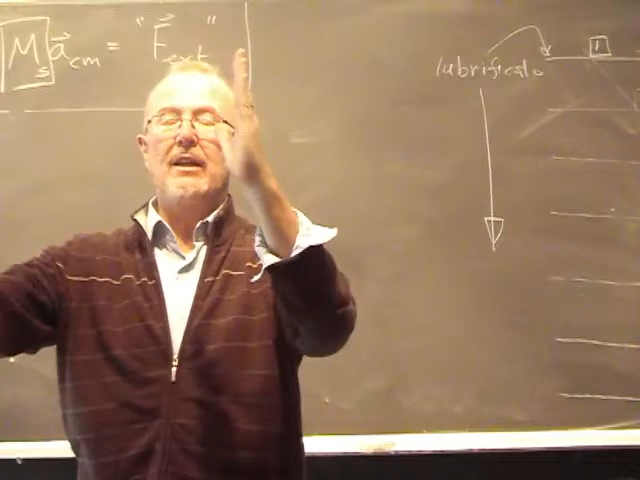 M_s a⃗_cm = "F⃗_ext"
lubrificato
1